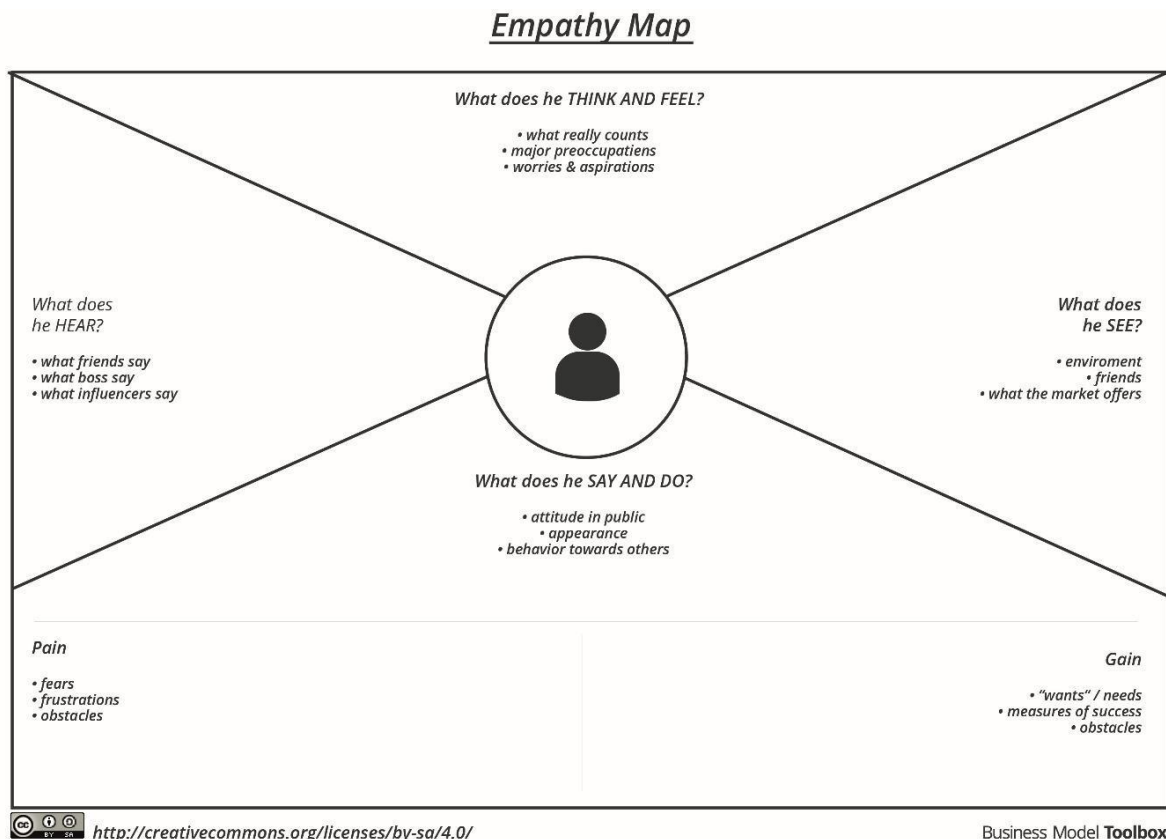 Empathy Map
What does he THINK AND FEEL?
• what really counts
• major preoccupatiens
• worries & aspirations
What does
he HEAR?
• what friends say
• what boss say
• what influencers say
What does
he SEE?
• enviroment
• friends
• what the market offers
What does he SAY AND DO?
• attitude in public
• appearance
• behavior towards others
Pain
• fears
• frustrations
• obstacles
Gain
• “wants” / needs
• measures of success
• obstacles
cc BY SA http://creativecommons.org/licenses/by-sa/4.0/
Business Model Toolbox